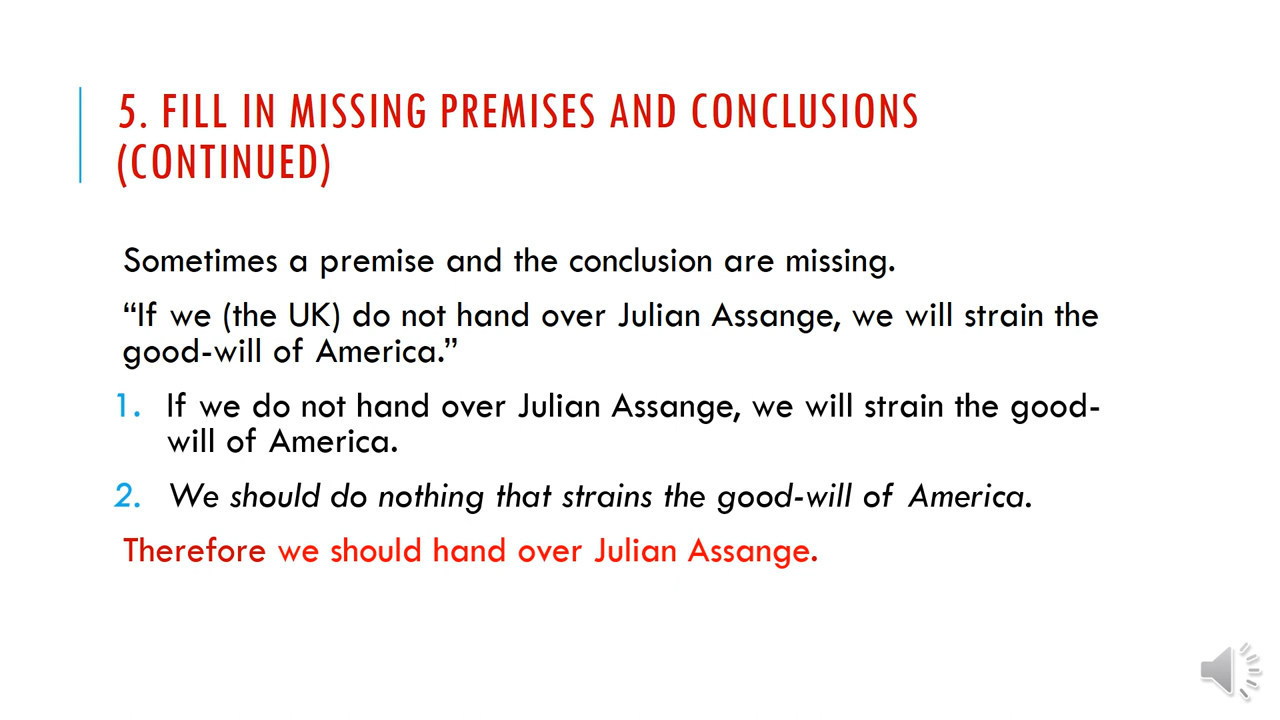 5. FILL IN MISSING PREMISES AND CONCLUSIONS
(CONTINUED)
Sometimes a premise and the conclusion are missing.
“If we (the UK) do not hand over Julian Assange, we will strain the
good-will of America.”
1. If we do not hand over Julian Assange, we will strain the good-
will of America.
2. We should do nothing that strains the good-will of America.
Therefore we should hand over Julian Assange.